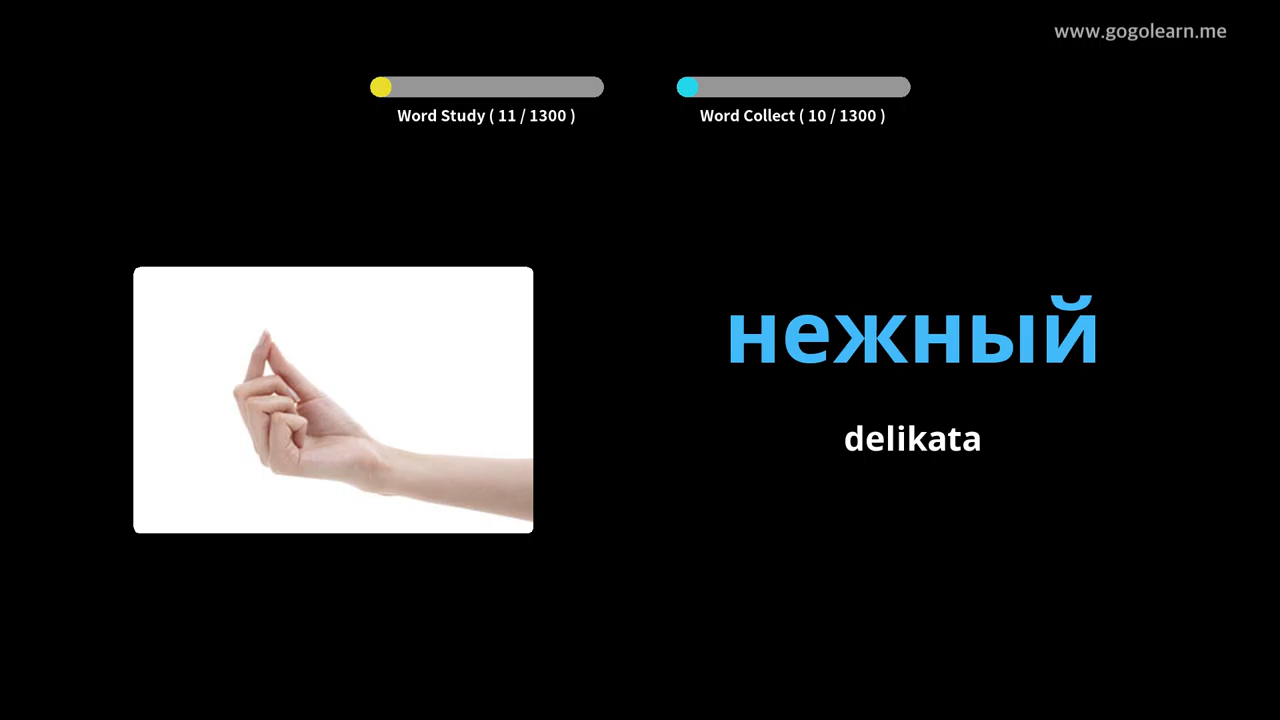 www.gogolearn.me
Word Study ( 11 / 1300 )
Word Collect ( 10 / 1300 )
нежный
delikata